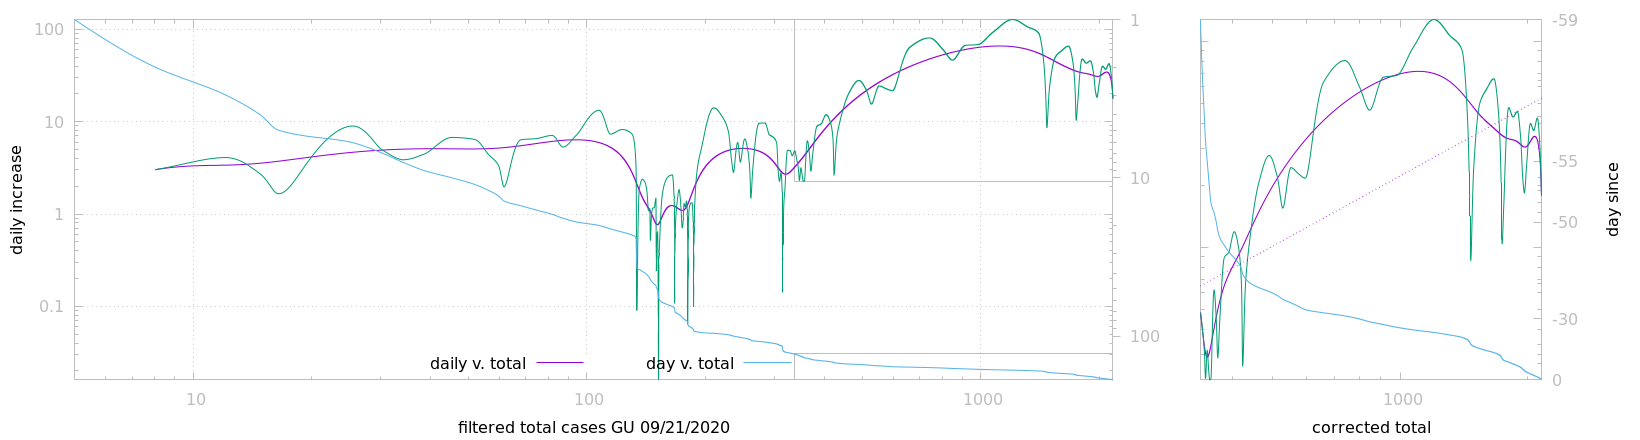 100
10
1
0.1
daily increase
daily v. total
day v. total
10
100
1000
filtered total cases GU 09/21/2020
1
10
100
-59
-55
-50
-30
0
day since
1000
corrected total